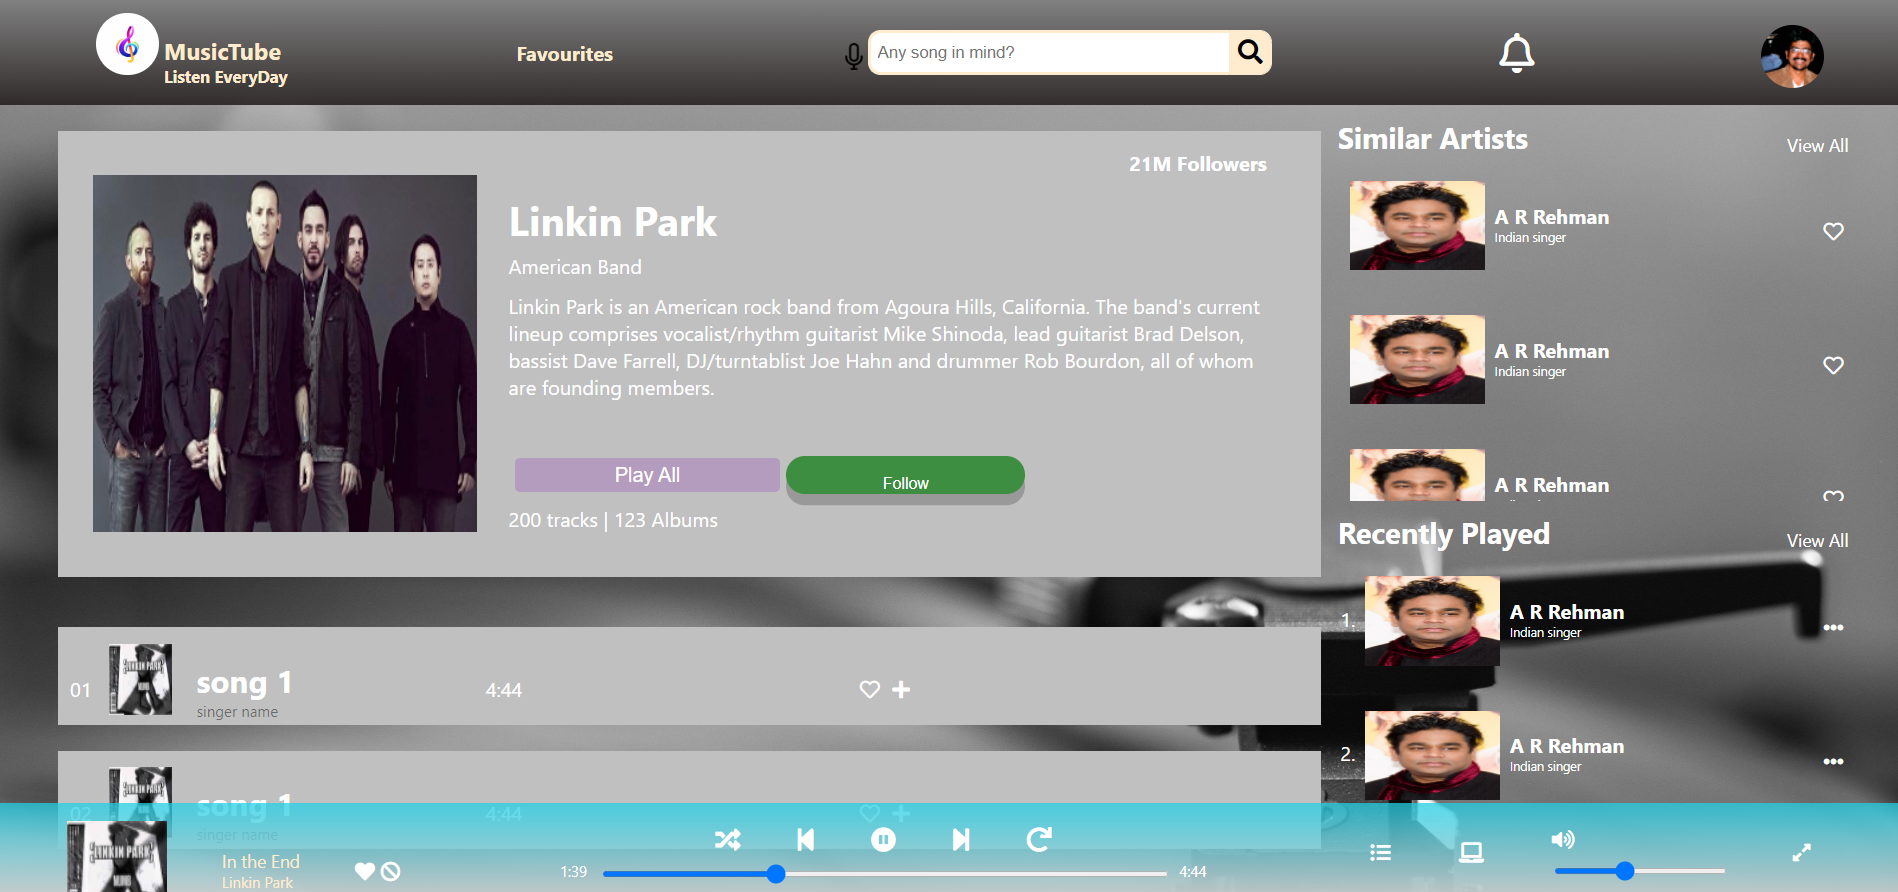 MusicTube
Listen EveryDay
Favourites
Any song in mind?
21M Followers
Linkin Park
American Band
Linkin Park is an American rock band from Agoura Hills, California. The band's current
lineup comprises vocalist/rhythm guitarist Mike Shinoda, lead guitarist Brad Delson,
bassist Dave Farrell, DJ/turntablist Joe Hahn and drummer Rob Bourdon, all of whom
are founding members.
Play All
Follow
200 tracks | 123 Albums
Similar Artists
View All
A R Rehman
Indian singer
A R Rehman
Indian singer
A R Rehman
Recently Played
View All
1.
A R Rehman
Indian singer
2.
A R Rehman
Indian singer
01
LINKIN PARK
song 1
singer name
4:44
02
song 1
singer name
4:44
LINKIN PARK
In the End
Linkin Park
1:39
4:44